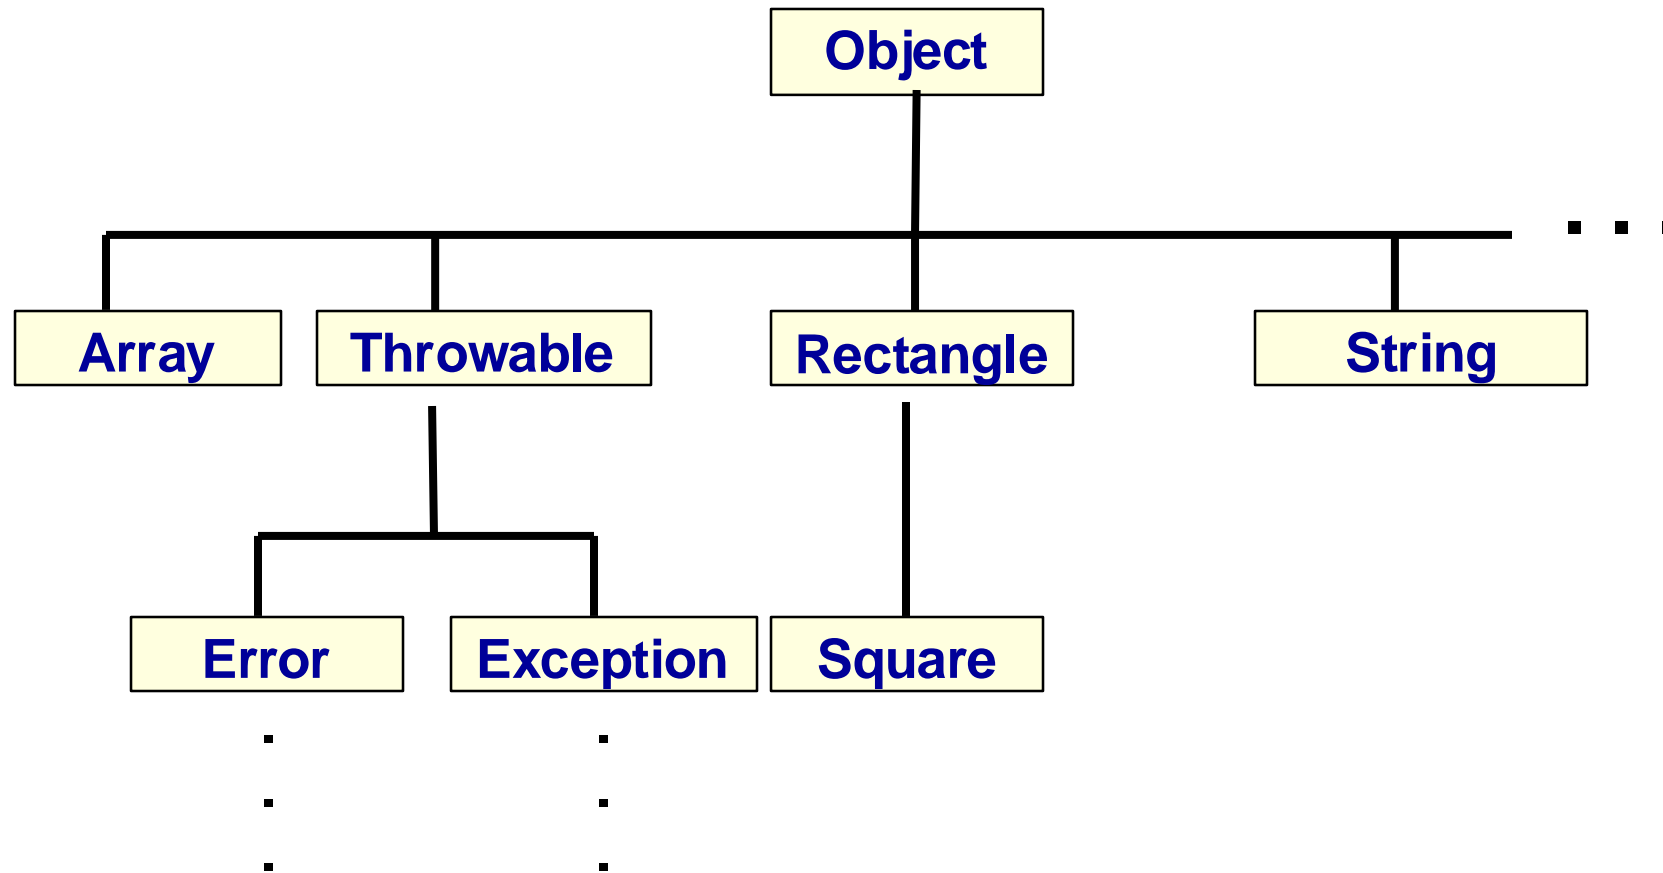 Object
Array
Throwable
Rectangle
String
Error
Exception
Square